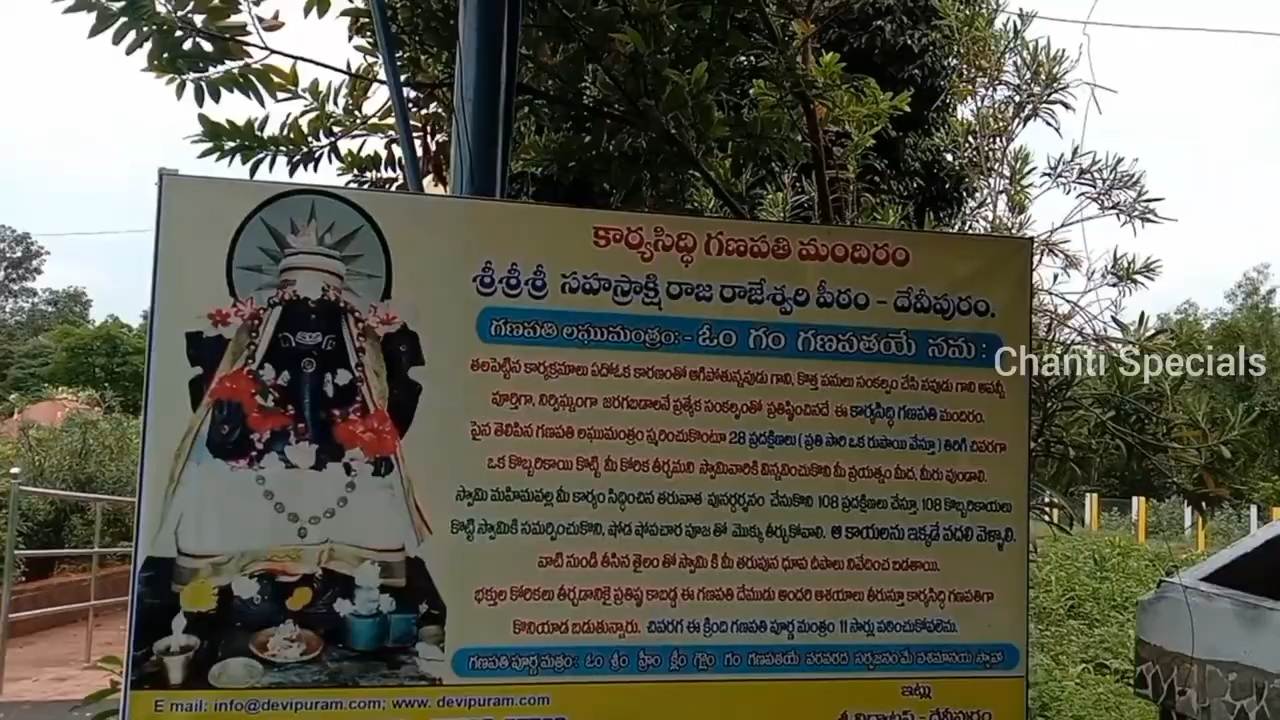 కార్యసిద్ధి గణపతి మందిరం
శ్రీశ్రీశ్రీ సహస్రాక్షి రాజ రాజేశ్వరి పీఠం - దేవీపురం.
గణపతి లఘుమంత్రం:- ఓం గం గణపతయే నమ:
Chanti Specials
తలపెట్టిన కార్యక్రమాలు ఏదోఒక కారణంతో ఆగిపోతున్నపుడు గాని, కొత్త పనులు సంకల్పం చేసి నపుడు గాని అవన్నీ
పూర్తిగా, నిర్విఘ్నంగా జరగబడాలనే ప్రత్యేక సంకల్పంతో ప్రతిష్ఠించినదే ఈ కార్యసిద్ధి గణపతి మందిరం.
పైన తెలిపిన గణపతి లఘుమంత్రం స్మరించుకొంటూ 28 ప్రదక్షిణలు ( ప్రతి సారి ఒక రుపాయి వేస్తూ ) తిరిగి చివరగా
ఒక కొబ్బరికాయి కొట్టి మీ కోరిక తీర్చమని స్వామివారికి విన్నవించుకొని మీ ప్రయత్నం మీద, మీరు వుండాలి.
స్వామి మహిమవల్ల మీ కార్యం సిద్ధించిన తరువాత పునర్దర్శనం చేసుకొని 108 ప్రదక్షిణలు చేస్తూ, 108 కొబ్బరికాయలు
కొట్టి స్వామికి సమర్పించుకొని, షోడ షోపచార పూజ తో మొక్కు తీర్చుకోవాలి. ఆ కాయలను ఇక్కడే వదలి వెళ్ళాలి.
వాటి నుండి తీసిన తైలం తో స్వామి కి మీ తరుపున ధూప దీపాలు నివేదించ బడతాయి.
భక్తుల కోరికలు తీర్చడానికై ప్రతిష్ఠ కాబడ్డ ఈ గణపతి దేముడు అందరి ఆశయాలు తీరుస్తూ కార్యసిద్ధి గణపతిగా
కొనియాడ బడుతున్నారు. చివరగ ఈ క్రింది గణపతి పూర్ణ మంత్రం 11 సార్లు పఠించుకోవలెను.
గణపతి పూర్ణ మంత్రం: ఓం శ్రీం హ్రీం క్లీం గ్లౌం గం గణపతయే వరవరద సర్వజనంమే వశమానయ స్వాహా
E mail: info@devipuram.com; www. devipuram.com
ఇట్లు